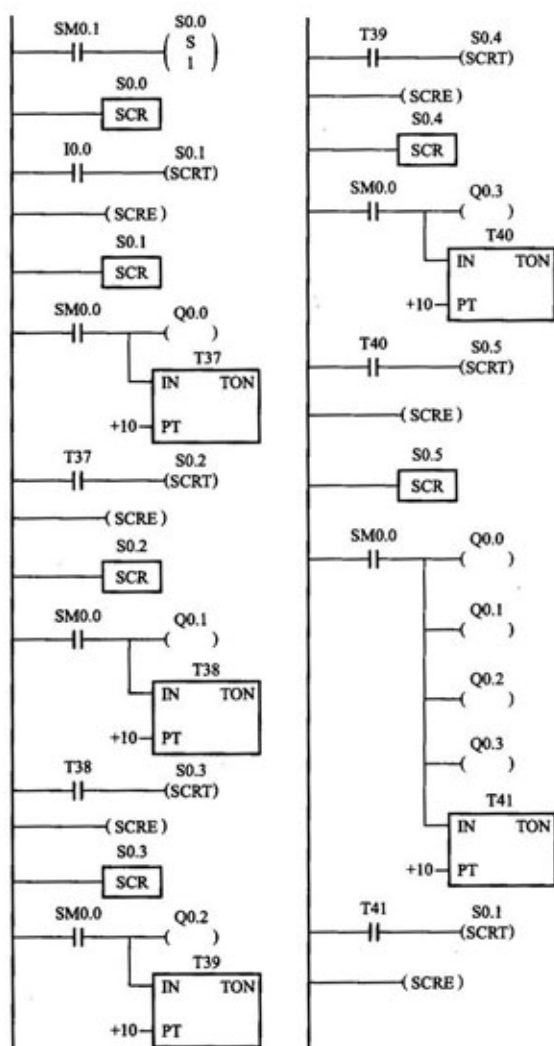 SM0.1 S0.0
S
1
S0.0
SCR
I0.0 S0.1
(SCRT)
(SCRE)
S0.1
SCR
SM0.0 Q0.0
T37
IN TON
+10 PT
T37 S0.2
(SCRT)
(SCRE)
S0.2
SCR
SM0.0 Q0.1
T38
IN TON
+10 PT
T38 S0.3
(SCRT)
(SCRE)
S0.3
SCR
SM0.0 Q0.2
T39
IN TON
+10 PT
T39 S0.4
(SCRT)
(SCRE)
S0.4
SCR
SM0.0 Q0.3
T40
IN TON
+10 PT
T40 S0.5
(SCRT)
(SCRE)
S0.5
SCR
SM0.0 Q0.0
Q0.1
Q0.2
Q0.3
T41
IN TON
+10 PT
T41 S0.1
(SCRT)
(SCRE)